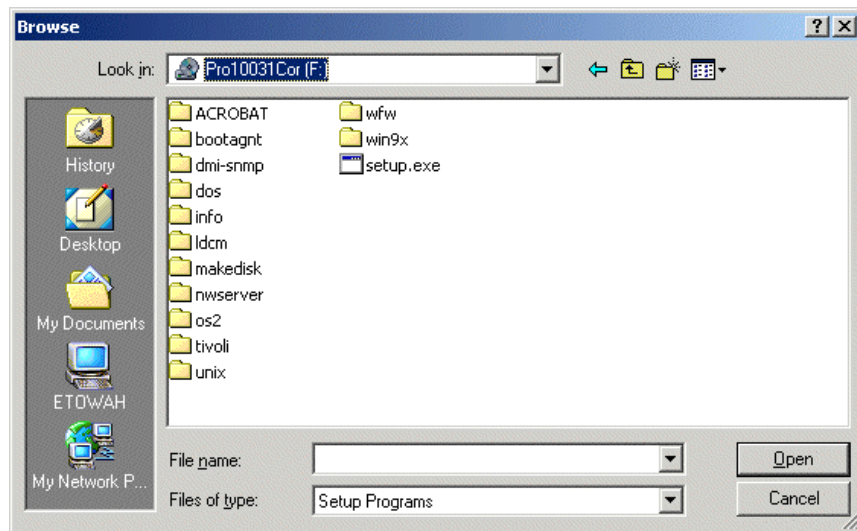 Browse
Look in: Pro10031Cor (F:
ACROBAT
bootagnt
dmi-snmp
dos
info
ldcm
makedisk
nwserver
os2
tivoli
unix
wfw
win9x
setup.exe
History
Desktop
My Documents
ETOWAH
My Network P...
File name:
Open
Files of type: Setup Programs
Cancel